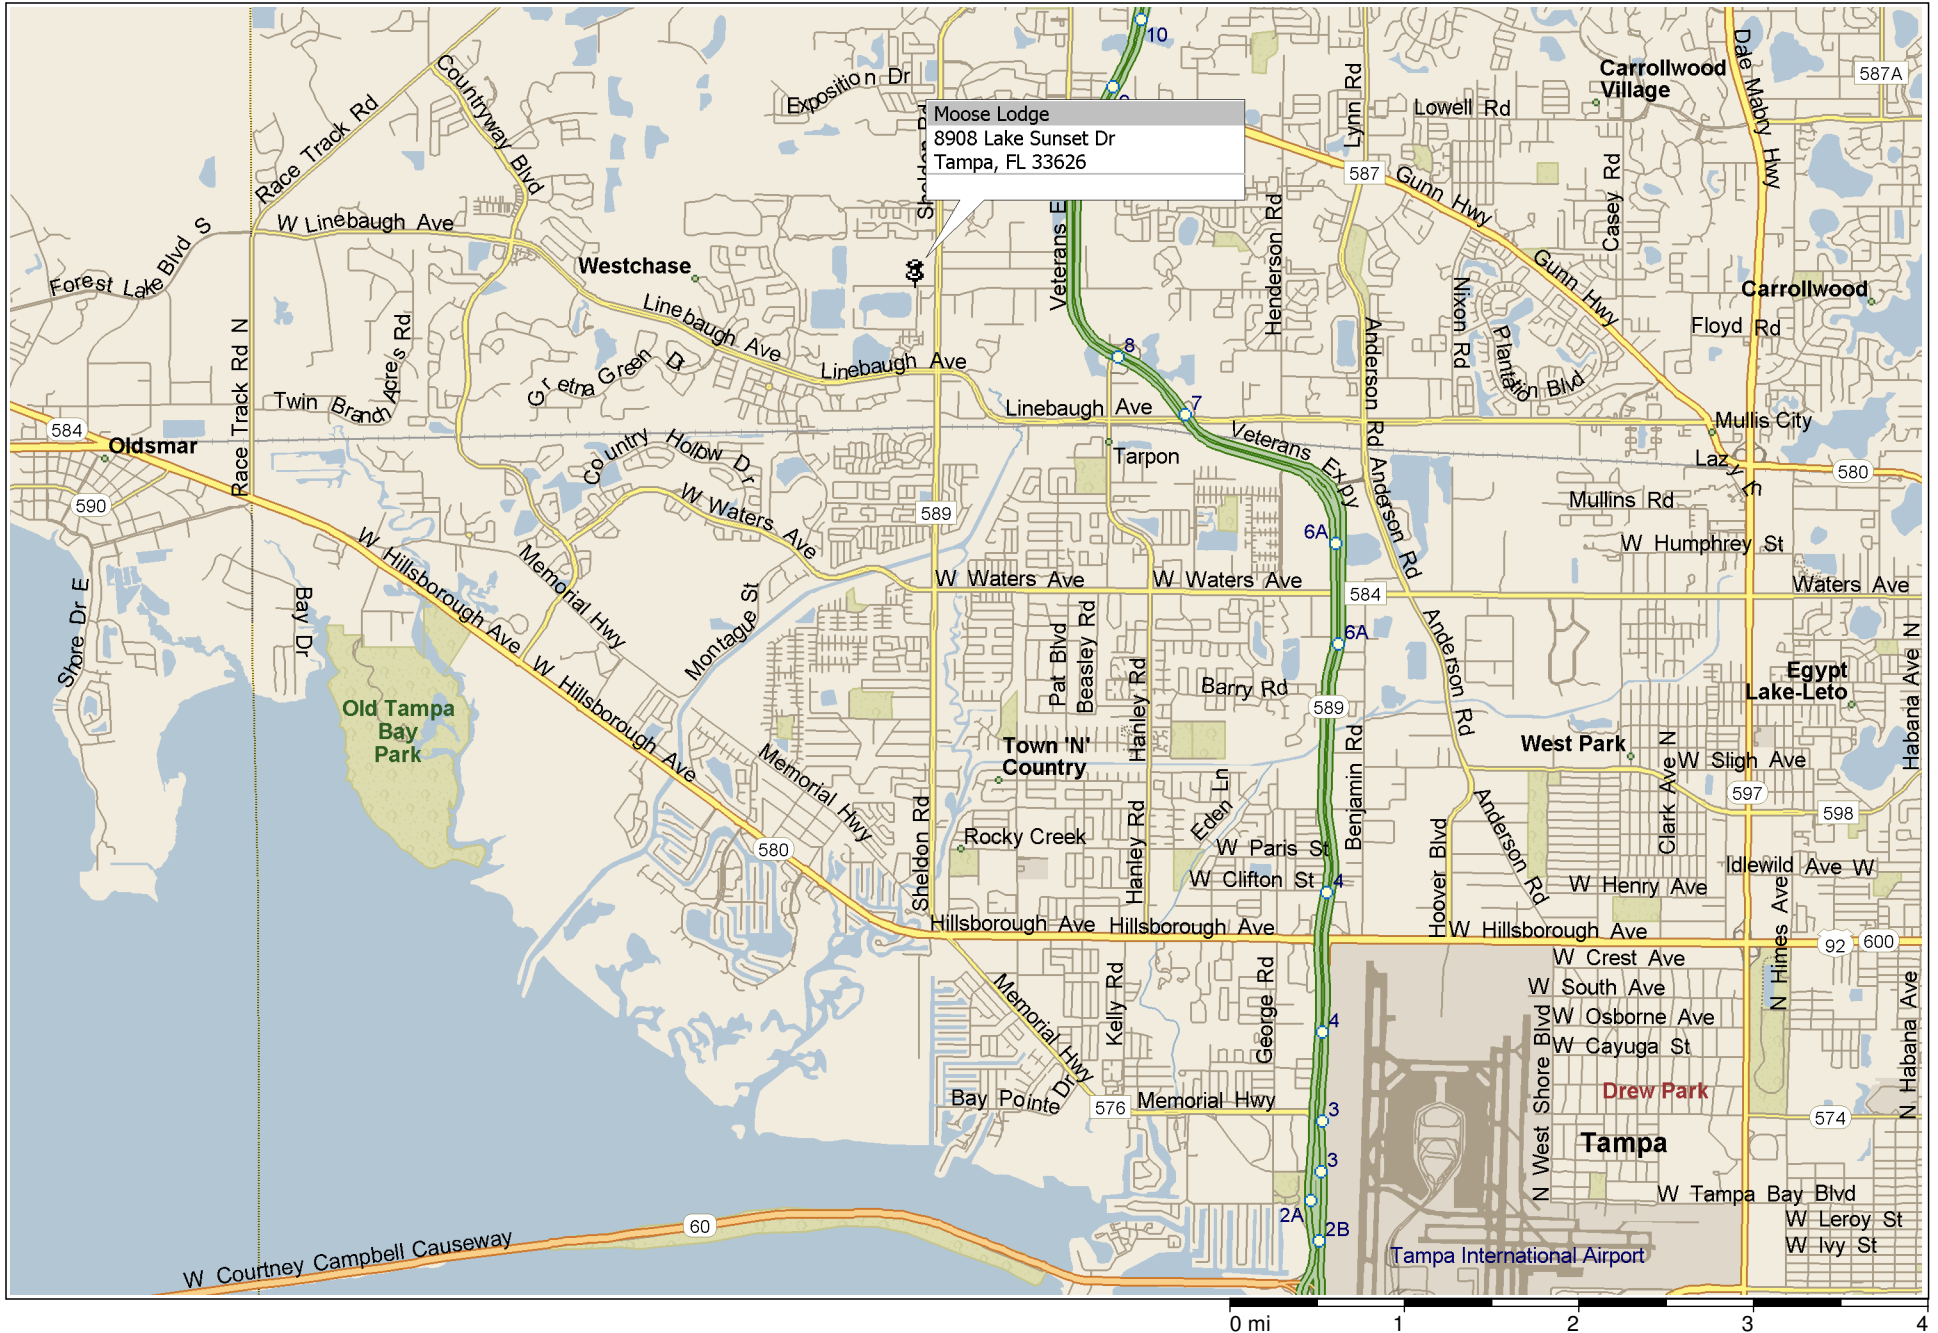 10
Exposition Dr
Carrollwood
Village
Dale Mabry Hwy
587A
Countryway Blvd
Race Track Rd
Lynn Rd
Lowell Rd
Moose Lodge
8908 Lake Sunset Dr
Tampa, FL 33626
587
Gunn Hwy
Casey Rd
W Linebaugh Ave
Forest Lake Blvd S
Westchase
Veterans E
Henderson Rd
Gunn Hwy
Nixon Rd
Carrollwood
Floyd Rd
Linebaugh Ave
Race Track Rd N
Acres Rd
Twin Branch
Gretna Green Dr
Linebaugh Ave
8
Anderson Rd
Plantation Blvd
Linebaugh Ave
7
Mullis City
584
Oldsmar
Country Hollow Dr
Veterans Expy
Tarpon
Lazy Ln
580
590
W Waters Ave
589
Anderson Rd
Mullins Rd
6A
W Humphrey St
W Hillsborough Ave
Memorial Hwy
W Waters Ave
W Waters Ave
584
Waters Ave
Shore Dr E
Bay Dr
Montague St
Pat Blvd
Beasley Rd
Hanley Rd
6A
Anderson Rd
Habana Ave N
W Hillsborough Ave
Barry Rd
Egypt
Lake-Leto
Old Tampa
Bay
Park
589
Town 'N'
Country
Benjamin Rd
West Park
Clark Ave N
W Sligh Ave
Memorial Hwy
Eden Ln
597
598
Sheldon Rd
Rocky Creek
Hanley Rd
W Paris St
Hoover Blvd
Anderson Rd
580
W Clifton St
4
W Henry Ave
Idlewild Ave W
Hillsborough Ave
Hillsborough Ave
W Hillsborough Ave
92
600
N Himes Ave
W Crest Ave
W South Ave
Memorial Hwy
Kelly Rd
George Rd
4
N West Shore Blvd
W Osborne Ave
W Cayuga St
N Habana Ave
Drew Park
Bay Pointe Dr
576
Memorial Hwy
3
574
Tampa
3
W Tampa Bay Blvd
2A
2B
W Leroy St
W Ivy St
60
Tampa International Airport
W Courtney Campbell Causeway
0 mi
1
2
3
4